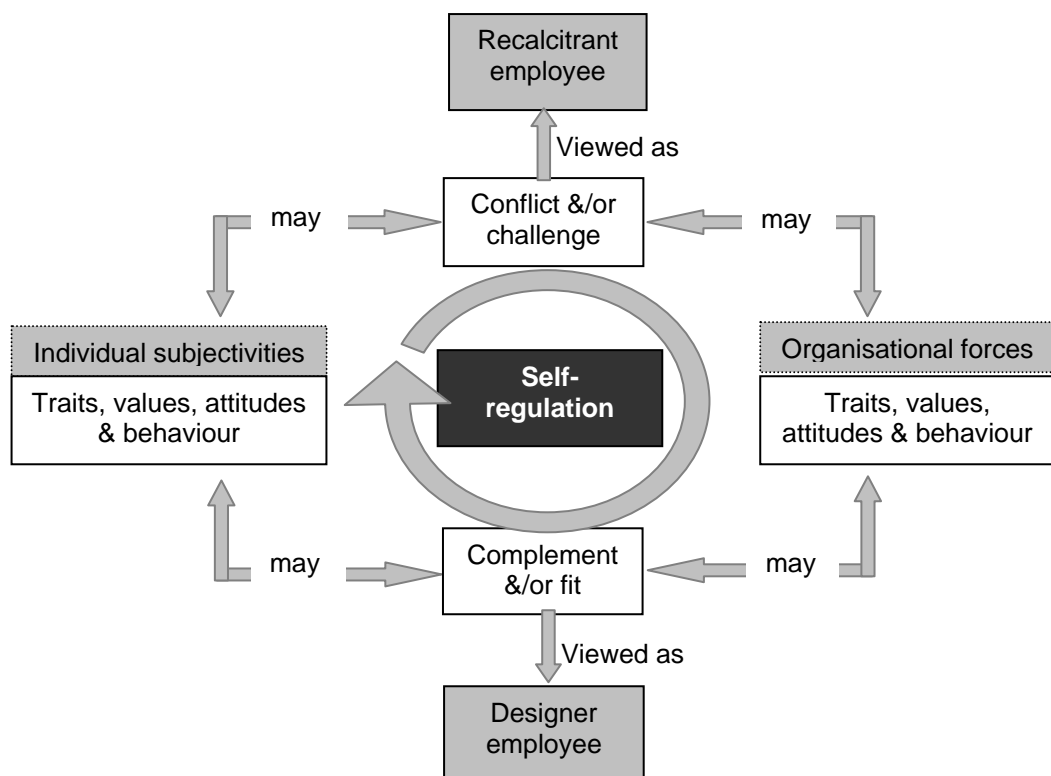 Recalcitrant
employee
Viewed as
Conflict &/or
challenge
may
may
Individual subjectivities
Traits, values, attitudes
& behaviour
Self-
regulation
Organisational forces
Traits, values,
attitudes & behaviour
may
Complement
&/or fit
may
Viewed as
Designer
employee